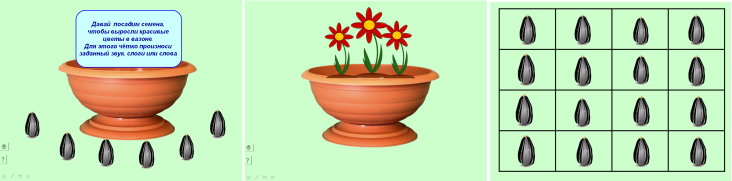 Давай посадим семена,
чтобы выросли красивые
цветы в вазоне.
Для этого чётко произноси
заданный звук, слоги или слова
?
?